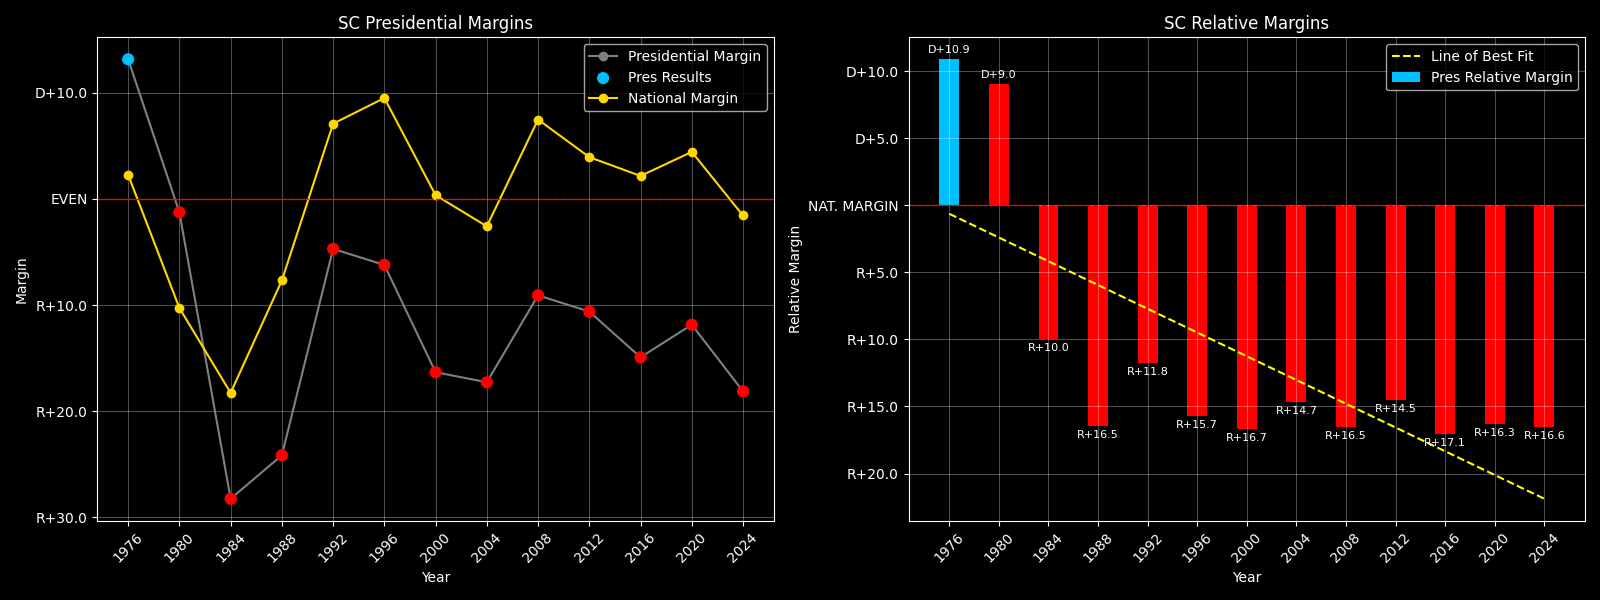 SC Presidential Margins
Presidential Margin
Pres Results
National Margin
D+10.0
EVEN
R+10.0
R+20.0
R+30.0
Margin
1976
1980
1984
1988
1992
1996
2000
2004
2008
2012
2016
2020
2024
Year
SC Relative Margins
Line of Best Fit
Pres Relative Margin
D+10.0
D+5.0
NAT. MARGIN
R+5.0
R+10.0
R+15.0
R+20.0
Relative Margin
D+10.9
D+9.0
R+10.0
R+16.5
R+11.8
R+15.7
R+16.7
R+14.7
R+16.5
R+14.5
R+17.1
R+16.3
R+16.6
1976
1980
1984
1988
1992
1996
2000
2004
2008
2012
2016
2020
2024
Year